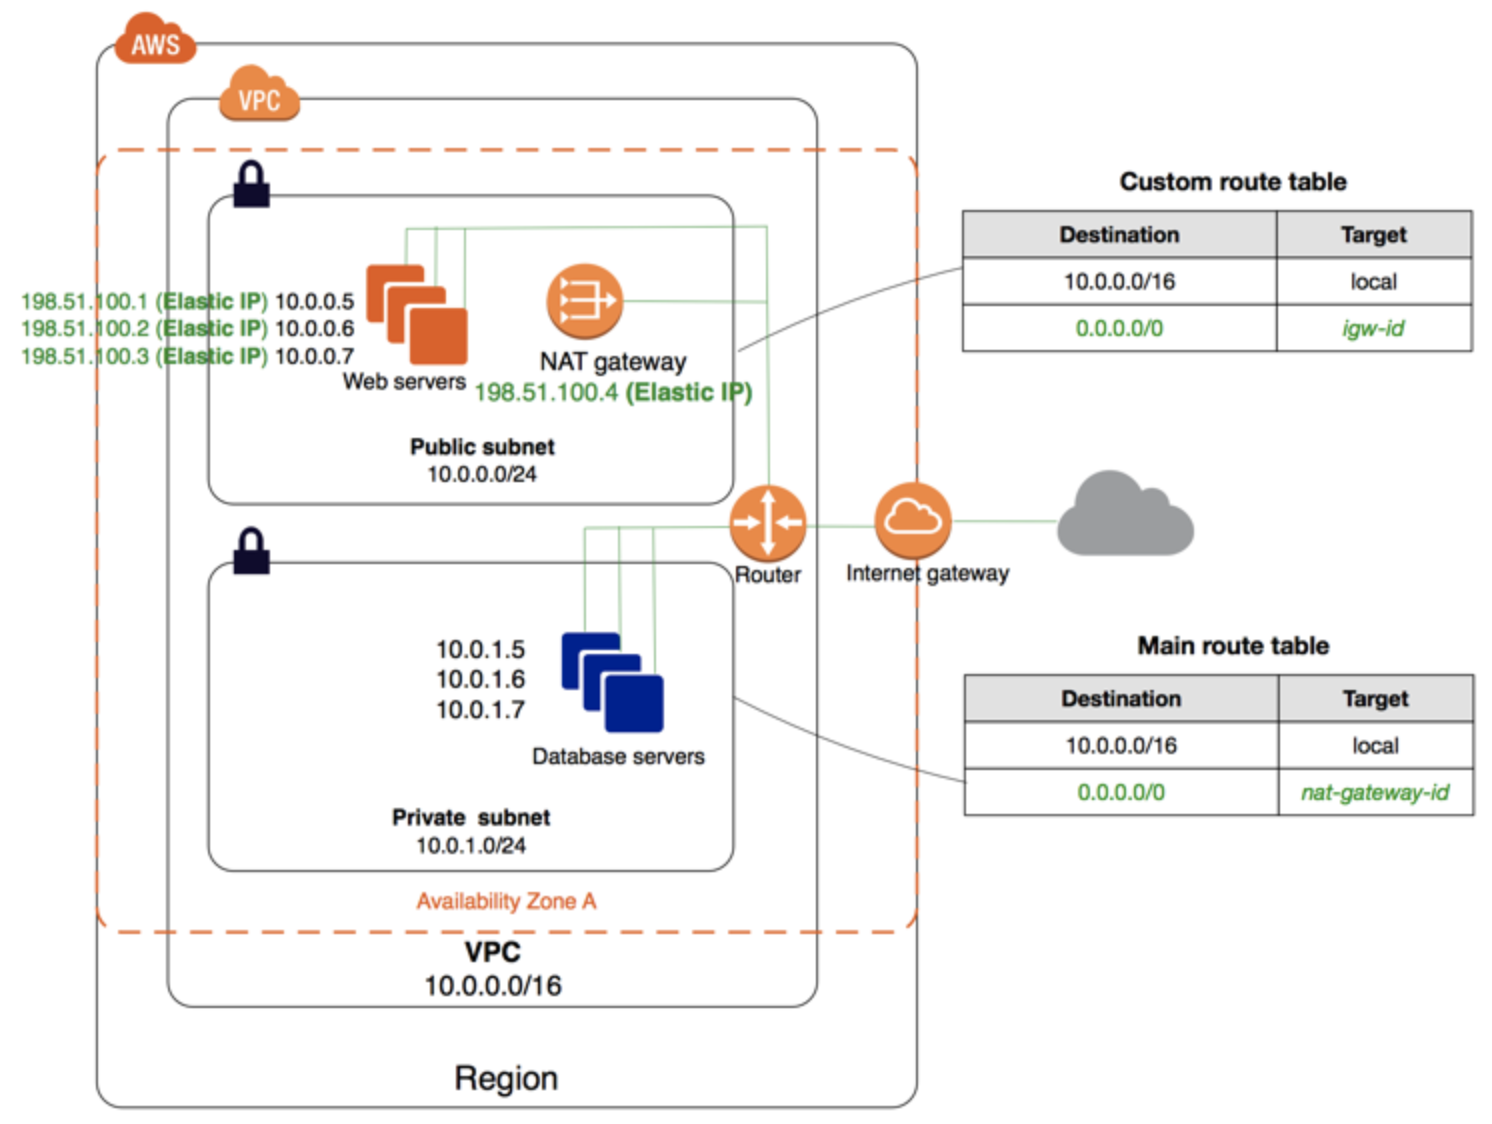 AWS
VPC
198.51.100.1 (Elastic IP) 10.0.0.5
198.51.100.2 (Elastic IP) 10.0.0.6
198.51.100.3 (Elastic IP) 10.0.0.7
Web servers
NAT gateway
198.51.100.4 (Elastic IP)
Public subnet
10.0.0.0/24
Router
Internet gateway
10.0.1.5
10.0.1.6
10.0.1.7
Database servers
Private subnet
10.0.1.0/24
Availability Zone A
VPC
10.0.0.0/16
Region
Custom route table
Destination Target
10.0.0.0/16 local
0.0.0.0/0 igw-id
Main route table
Destination Target
10.0.0.0/16 local
0.0.0.0/0 nat-gateway-id